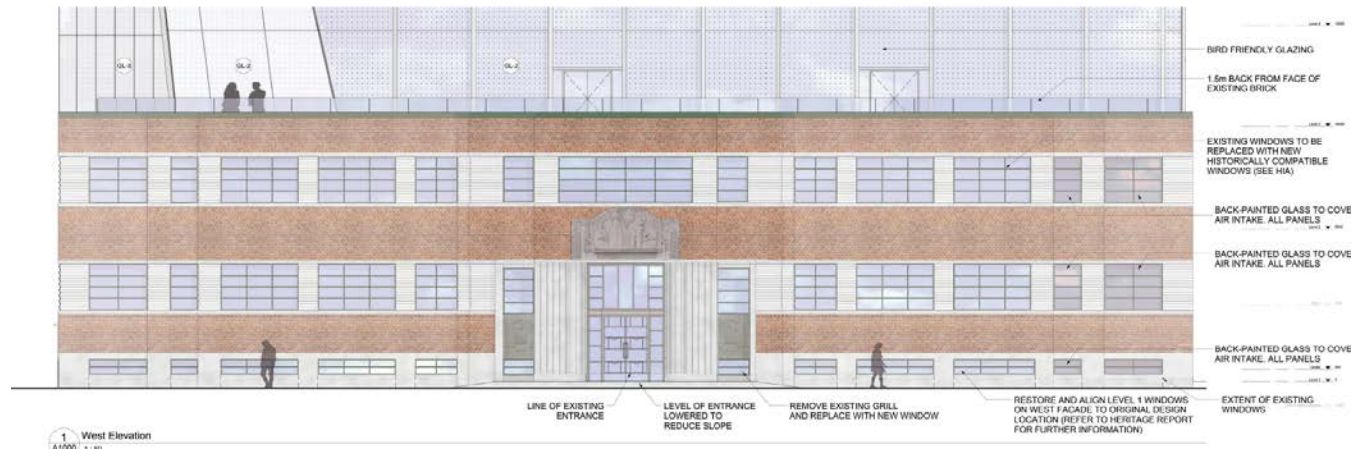 BIRD FRIENDLY GLAZING
1.5m BACK FROM FACE OF
EXISTING BRICK
GL-2
GL-2
EXISTING WINDOWS TO BE
REPLACED WITH NEW
HISTORICALLY COMPATIBLE
WINDOWS (SEE HIA)
BACK-PAINTED GLASS TO COVE
AIR INTAKE. ALL PANELS
BACK-PAINTED GLASS TO COVE
AIR INTAKE. ALL PANELS
BACK-PAINTED GLASS TO COVE
AIR INTAKE. ALL PANELS
LINE OF EXISTING
ENTRANCE
LEVEL OF ENTRANCE
LOWERED TO
REDUCE SLOPE
REMOVE EXISTING GRILL
AND REPLACE WITH NEW WINDOW
RESTORE AND ALIGN LEVEL 1 WINDOWS
ON WEST FACADE TO ORIGINAL DESIGN
LOCATION (REFER TO HERITAGE REPORT
FOR FURTHER INFORMATION)
EXTENT OF EXISTING
WINDOWS
1 West Elevation
A1000